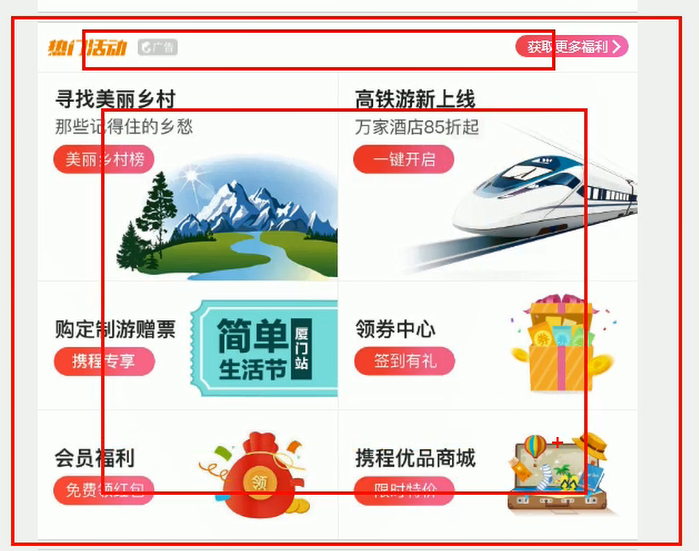 热门活动 广告 获取更多福利
寻找美丽乡村
那些记得住的乡愁
美丽乡村榜
高铁游新上线
万家酒店85折起
一键开启
购定制游赠票
携程专享
简单
生活节
厦门站
领券中心
签到有礼
会员福利
免费领红包
领
携程优品商城
限时特价